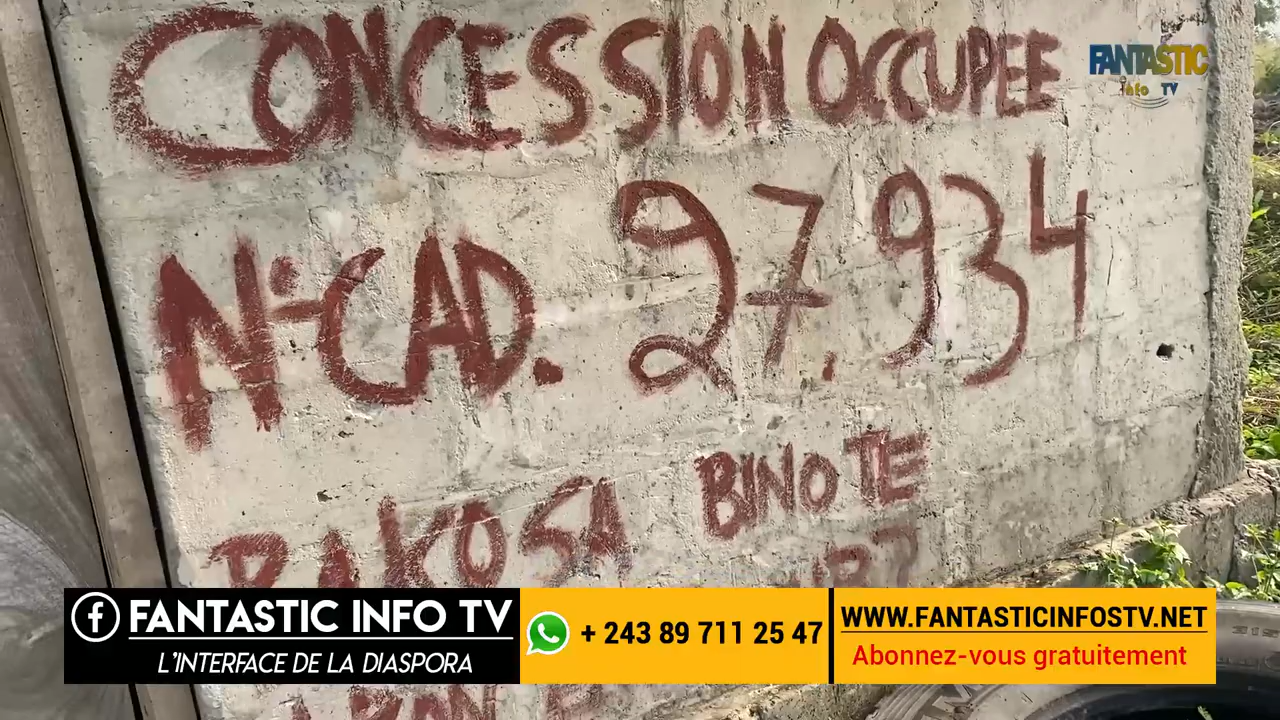 CONCESSION OCCUPEE
FANTASTIC
info TV
N° CAD. 27.934
BAKOSA BINO TE
FANTASTIC INFO TV
L'INTERFACE DE LA DIASPORA
+ 243 89 711 25 47
WWW.FANTASTICINFOSTV.NET
Abonnez-vous gratuitement